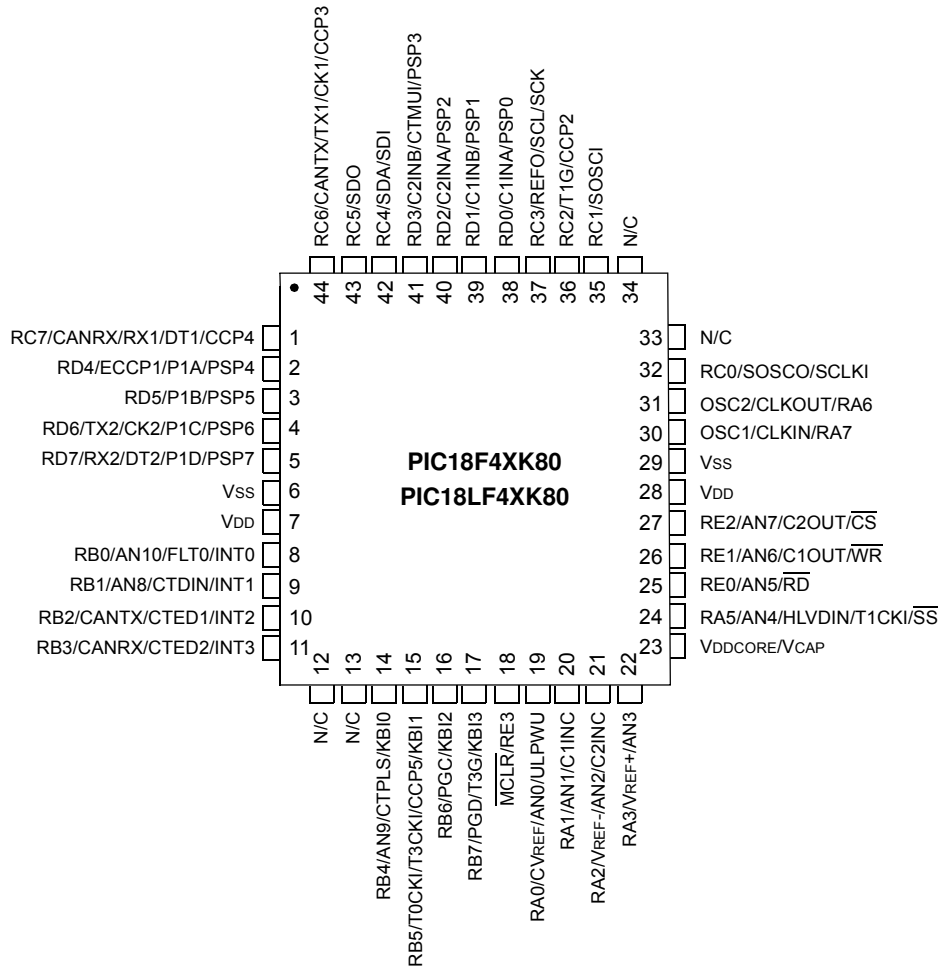 RC6/CANTX/TX1/CK1/CCP3
RC5/SDO
RC4/SDA/SDI
RD3/C2INB/CTMUI/PSP3
RD2/C2INA/PSP2
RD1/C1INB/PSP1
RD0/C1INA/PSP0
RC3/REFO/SCL/SCK
RC2/T1G/CCP2
RC1/SOSCI
N/C
44 43 42 41 40 39 38 37 36 35 34
RC7/CANRX/RX1/DT1/CCP4 1
RD4/ECCP1/P1A/PSP4 2
RD5/P1B/PSP5 3
RD6/TX2/CK2/P1C/PSP6 4
RD7/RX2/DT2/P1D/PSP7 5
VSS 6
VDD 7
RB0/AN10/FLT0/INT0 8
RB1/AN8/CTDIN/INT1 9
RB2/CANTX/CTED1/INT2 10
RB3/CANRX/CTED2/INT3 11
PIC18F4XK80
PIC18LF4XK80
33 N/C
32 RC0/SOSCO/SCLKI
31 OSC2/CLKOUT/RA6
30 OSC1/CLKIN/RA7
29 VSS
28 VDD
27 RE2/AN7/C2OUT/C̅S̅
26 RE1/AN6/C1OUT/W̅R̅
25 RE0/AN5/R̅D̅
24 RA5/AN4/HLVDIN/T1CKI/S̅S̅
23 VDDCORE/VCAP
12 13 14 15 16 17 18 19 20 21 22
N/C
N/C
RB4/AN9/CTPLS/KBI0
RB5/T0CKI/T3CKI/CCP5/KBI1
RB6/PGC/KBI2
RB7/PGD/T3G/KBI3
M̅C̅L̅R̅/RE3
RA0/CVREF/AN0/ULPWU
RA1/AN1/C1INC
RA2/VREF-/AN2/C2INC
RA3/VREF+/AN3